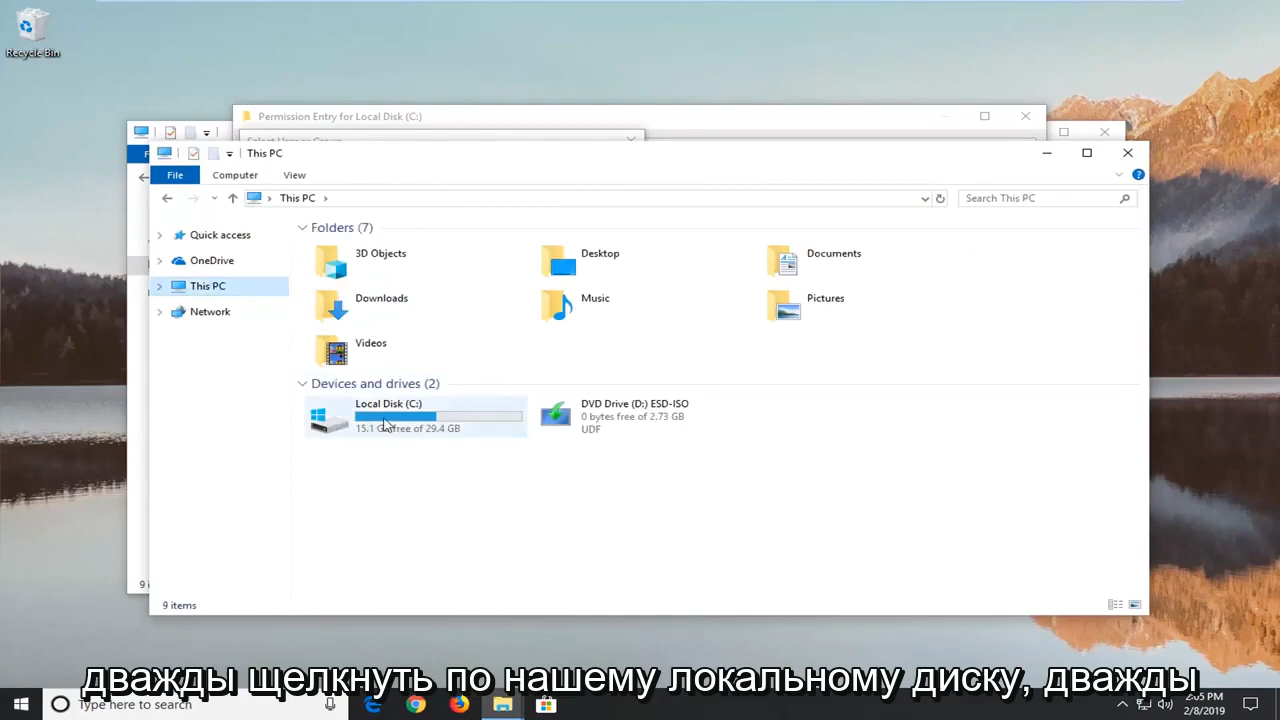 Recycle Bin
Permission Entry for Local Disk (C:)
This PC
File
Computer
View
This PC
Search This PC
Quick access
OneDrive
This PC
Network
Folders (7)
3D Objects
Desktop
Documents
Downloads
Music
Pictures
Videos
Devices and drives (2)
Local Disk (C:)
15.1 free of 29.4 GB
DVD Drive (D:) ESD-ISO
0 bytes free of 2.73 GB
UDF
9 items
дважды щелкнуть по нашему локальному диску, дважды
Type here to search
2:05 PM
2/8/2019